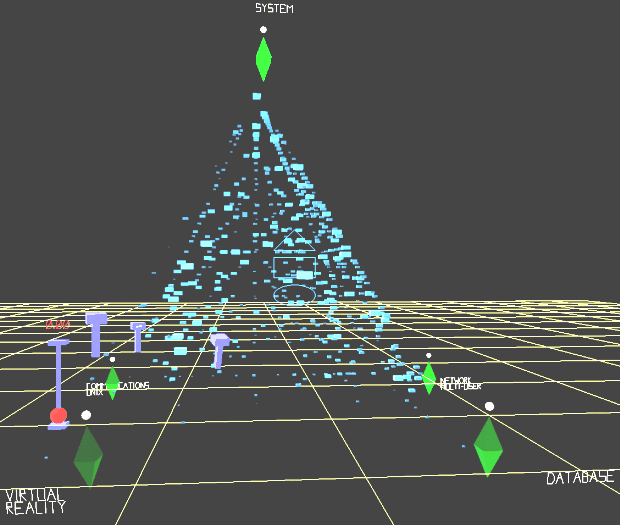 SYSTEM
COMMUNICATIONS
UNIX
NETWORK
MULTI-USER
VIRTUAL
REALITY
DATABASE